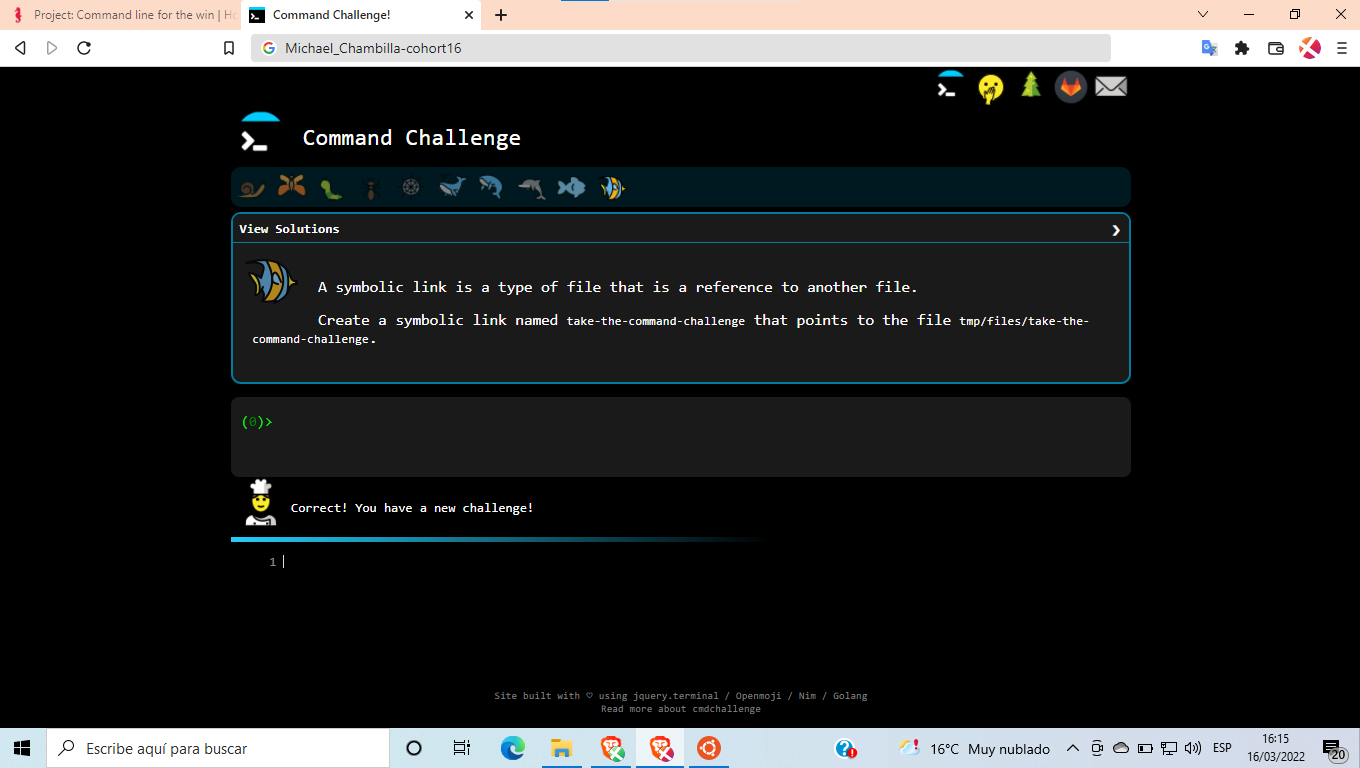 Project: Command line for the win | Ho
Command Challenge!
Michael_Chambilla-cohort16
Command Challenge
View Solutions
A symbolic link is a type of file that is a reference to another file.
Create a symbolic link named take-the-command-challenge that points to the file tmp/files/take-the-
command-challenge.
(0)>
Correct! You have a new challenge!
1
Site built with ♡ using jquery.terminal / Openmoji / Nim / Golang
Read more about cmdchallenge
Escribe aquí para buscar
16°C Muy nublado
ESP
16:15
16/03/2022
20